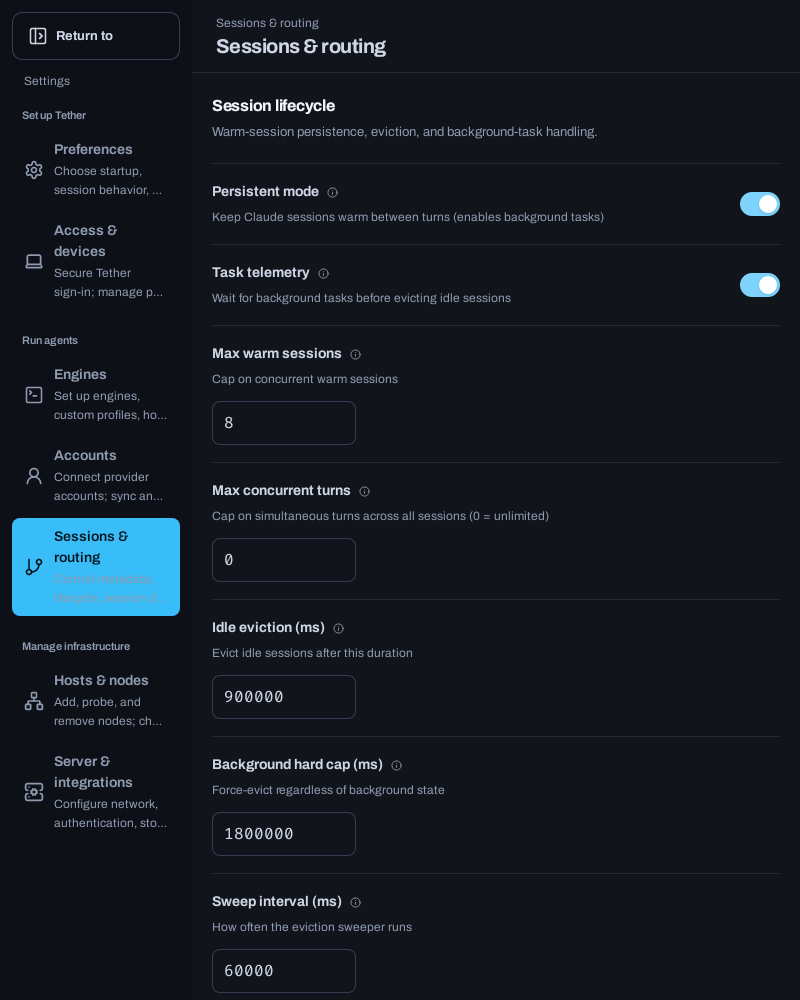 Return to
Settings
Set up Tether
Preferences
Choose startup,
session behavior, ...
Access &
devices
Secure Tether
sign-in; manage p...
Run agents
Engines
Set up engines,
custom profiles, ho...
Accounts
Connect provider
accounts; sync an...
Sessions &
routing
Manage infrastructure
Hosts & nodes
Add, probe, and
remove nodes; ch...
Server &
integrations
Configure network,
authentication, sto...
Sessions & routing
Sessions & routing
Session lifecycle
Warm-session persistence, eviction, and background-task handling.
Persistent mode
Keep Claude sessions warm between turns (enables background tasks)
Task telemetry
Wait for background tasks before evicting idle sessions
Max warm sessions
Cap on concurrent warm sessions
8
Max concurrent turns
Cap on simultaneous turns across all sessions (0 = unlimited)
0
Idle eviction (ms)
Evict idle sessions after this duration
900000
Background hard cap (ms)
Force-evict regardless of background state
1800000
Sweep interval (ms)
How often the eviction sweeper runs
60000